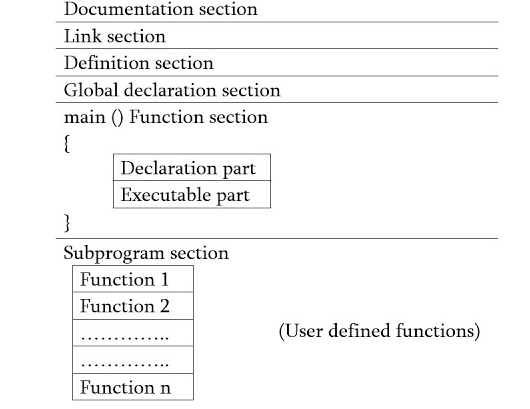 Documentation section
Link section
Definition section
Global declaration section
main () Function section
{
Declaration part
Executable part
}
Subprogram section
Function 1
Function 2
…………..
(User defined functions)
…………..
Function n